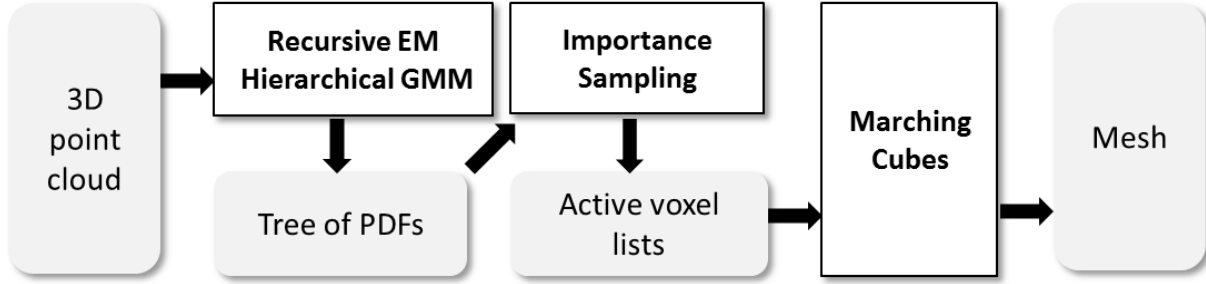 3D
point
cloud
Recursive EM
Hierarchical GMM
Tree of PDFs
Importance
Sampling
Active voxel
lists
Marching
Cubes
Mesh